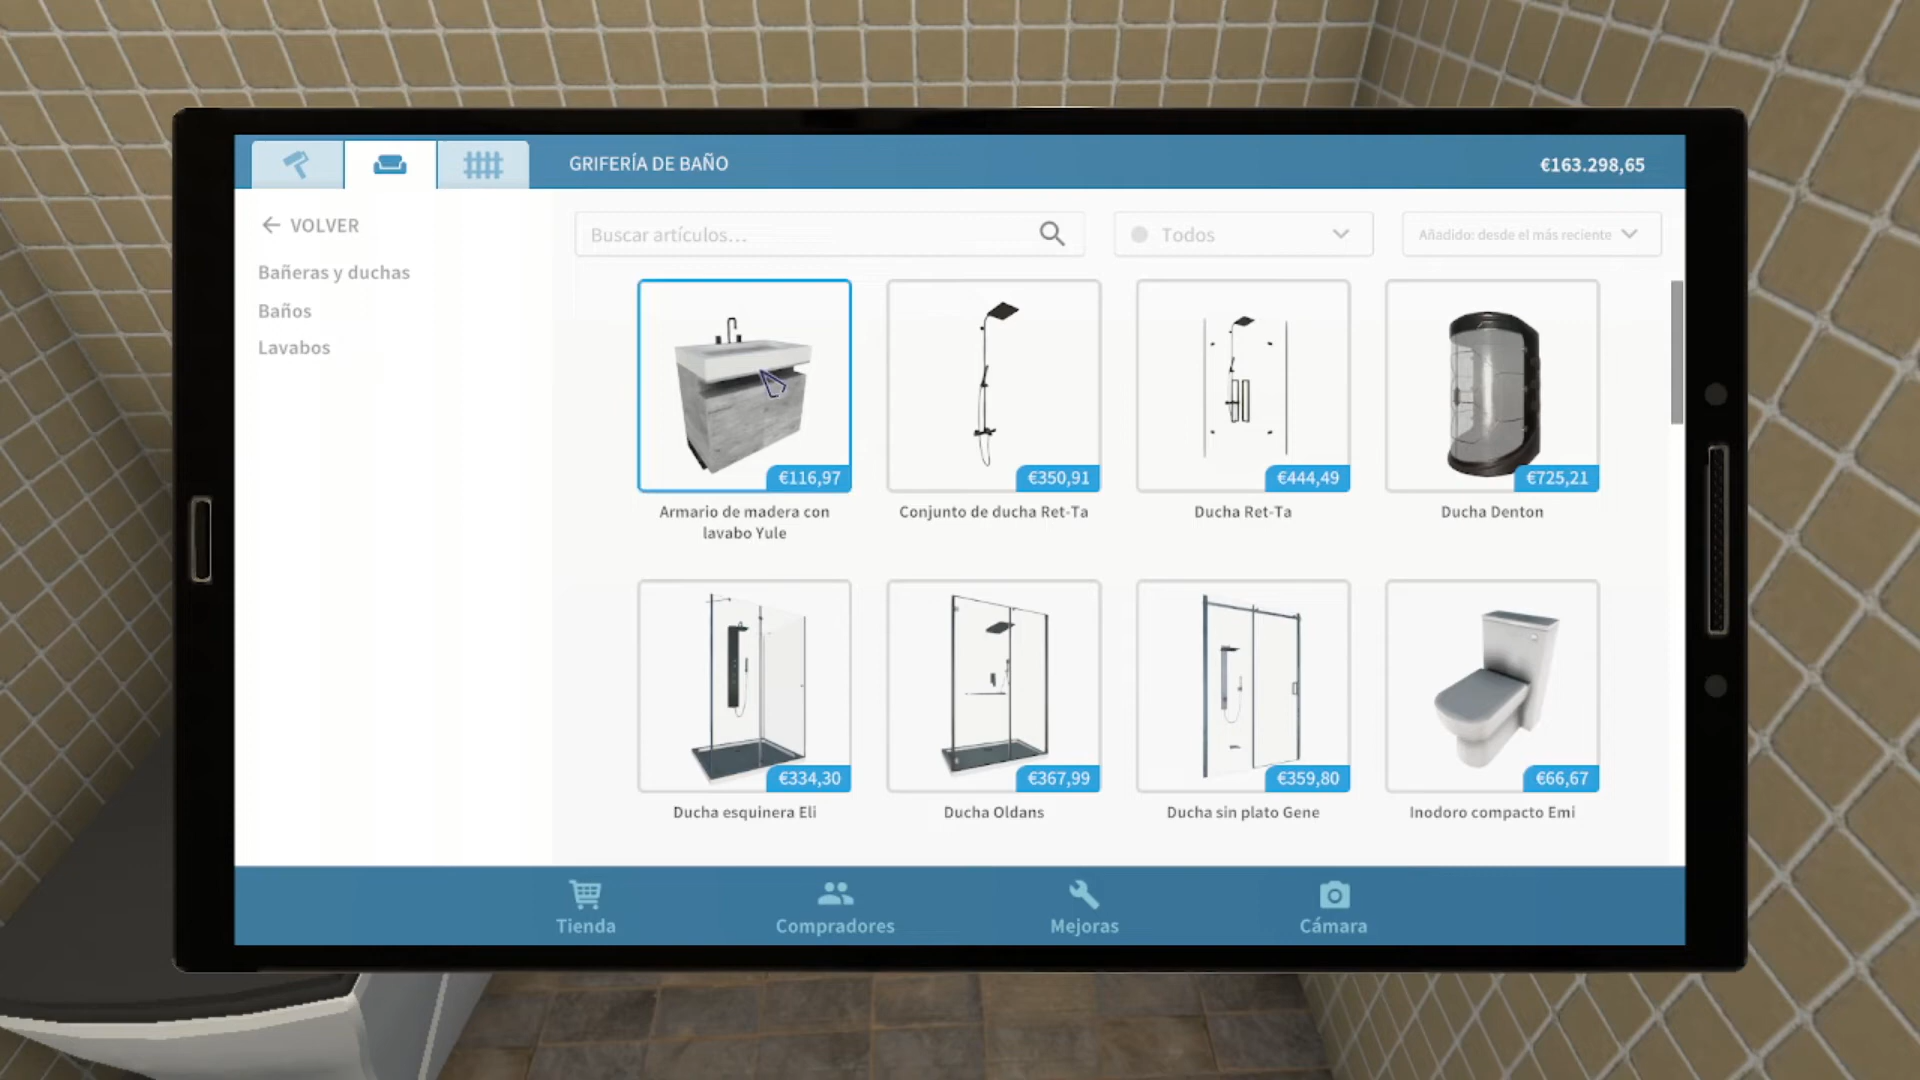 GRIFERÍA DE BAÑO
€163.298,65
VOLVER
Bañeras y duchas
Baños
Lavabos
Buscar artículos...
Todos
Añadido: desde el más reciente
€116,97
Armario de madera con
lavabo Yule
€350,91
Conjunto de ducha Ret-Ta
€444,49
Ducha Ret-Ta
€725,21
Ducha Denton
€334,30
Ducha esquinera Eli
€367,99
Ducha Oldans
€359,80
Ducha sin plato Gene
€66,67
Inodoro compacto Emi
Tienda
Compradores
Mejoras
Cámara